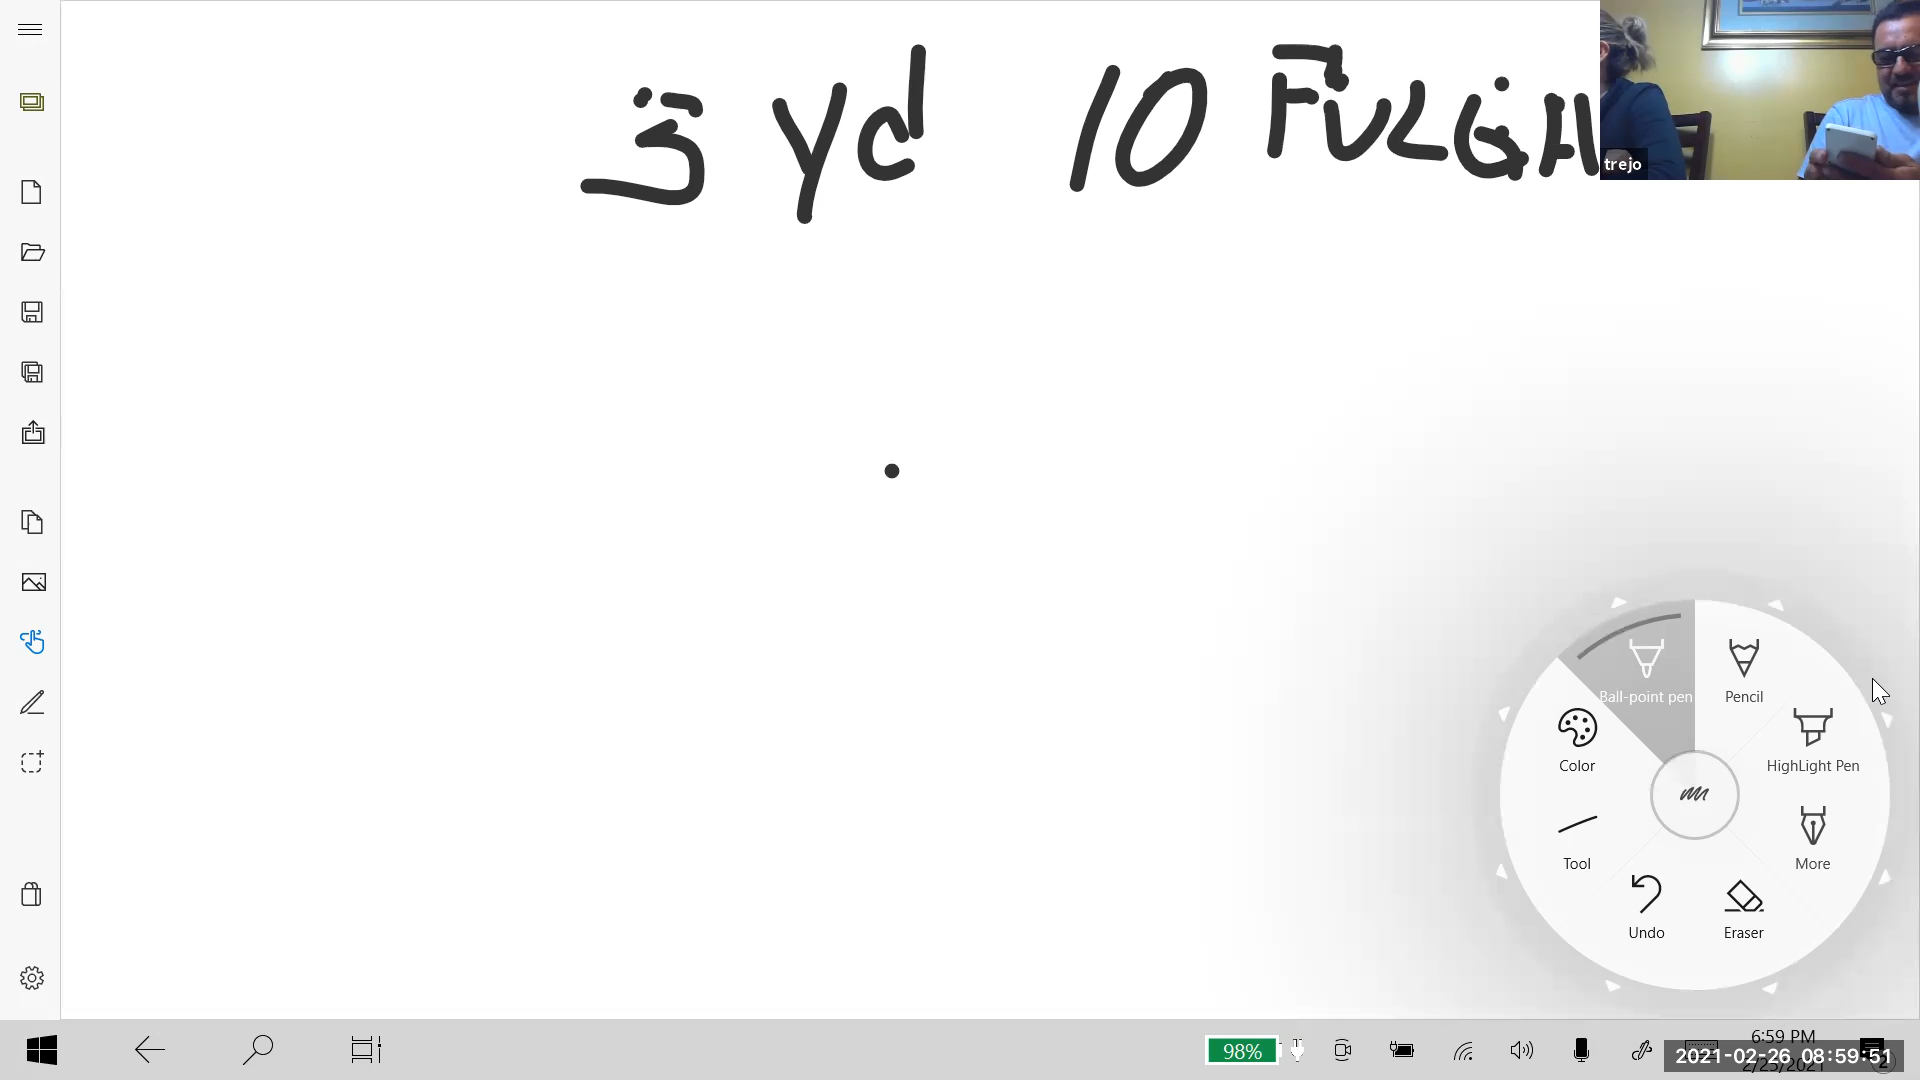 3 yd 10
trejo
Ball-point pen
Pencil
Color
HighLight Pen
Tool
More
Undo
Eraser
98%
6:59 PM
2021-02-26 08:59:51